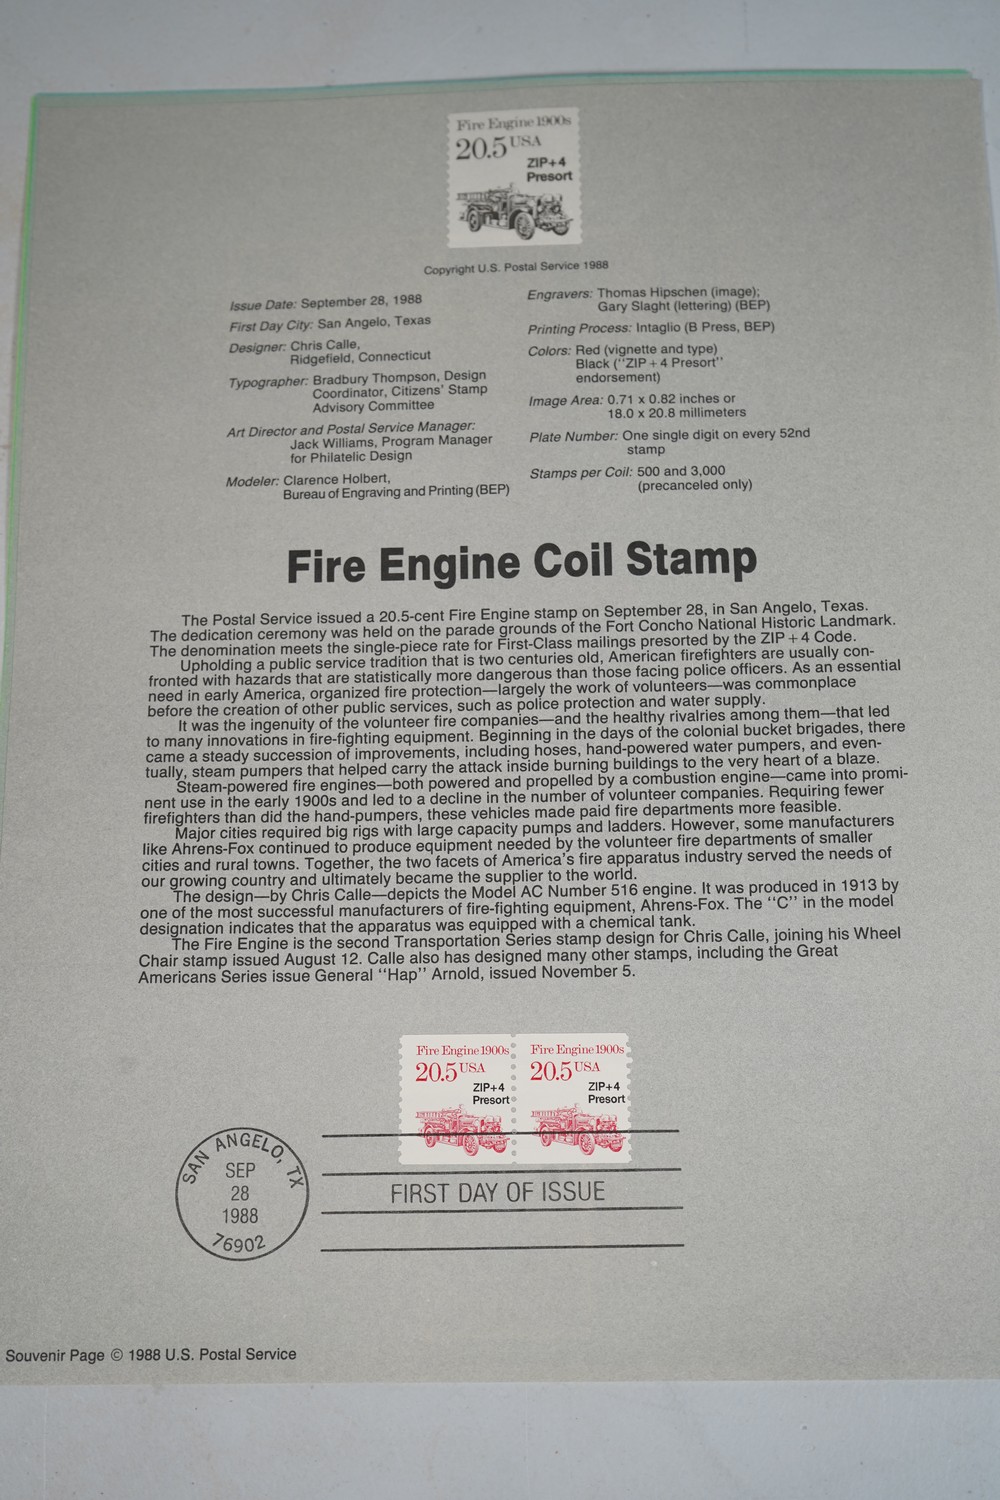 Fire Engine 1900s
20.5 USA
ZIP+4
Presort
Copyright U.S. Postal Service 1988
Issue Date: September 28, 1988
First Day City: San Angelo, Texas
Designer: Chris Calle,
Ridgefield, Connecticut
Typographer: Bradbury Thompson, Design
Coordinator, Citizens' Stamp
Advisory Committee
Art Director and Postal Service Manager:
Jack Williams, Program Manager
for Philatelic Design
Modeler: Clarence Holbert,
Bureau of Engraving and Printing (BEP)
Engravers: Thomas Hipschen (image);
Gary Slaght (lettering) (BEP)
Printing Process: Intaglio (B Press, BEP)
Colors: Red (vignette and type)
Black ("ZIP + 4 Presort"
endorsement)
Image Area: 0.71 x 0.82 inches or
18.0 x 20.8 millimeters
Plate Number: One single digit on every 52nd
stamp
Stamps per Coil: 500 and 3,000
(precanceled only)
Fire Engine Coil Stamp
The Postal Service issued a 20.5-cent Fire Engine stamp on September 28, in San Angelo, Texas.
The dedication ceremony was held on the parade grounds of the Fort Concho National Historic Landmark.
The denomination meets the single-piece rate for First-Class mailings presorted by the ZIP + 4 Code.
Upholding a public service tradition that is two centuries old, American firefighters are usually con-
fronted with hazards that are statistically more dangerous than those facing police officers. As an essential
need in early America, organized fire protection—largely the work of volunteers—was commonplace
before the creation of other public services, such as police protection and water supply.
It was the ingenuity of the volunteer fire companies—and the healthy rivalries among them—that led
to many innovations in fire-fighting equipment. Beginning in the days of the colonial bucket brigades, there
came a steady succession of improvements, including hoses, hand-powered water pumpers, and even-
tually, steam pumpers that helped carry the attack inside burning buildings to the very heart of a blaze.
Steam-powered fire engines—both powered and propelled by a combustion engine—came into promi-
nent use in the early 1900s and led to a decline in the number of volunteer companies. Requiring fewer
firefighters than did the hand-pumpers, these vehicles made paid fire departments more feasible.
Major cities required big rigs with large capacity pumps and ladders. However, some manufacturers
like Ahrens-Fox continued to produce equipment needed by the volunteer fire departments of smaller
cities and rural towns. Together, the two facets of America's fire apparatus industry served the needs of
our growing country and ultimately became the supplier to the world.
The design—by Chris Calle—depicts the Model AC Number 516 engine. It was produced in 1913 by
one of the most successful manufacturers of fire-fighting equipment, Ahrens-Fox. The "C" in the model
designation indicates that the apparatus was equipped with a chemical tank.
The Fire Engine is the second Transportation Series stamp design for Chris Calle, joining his Wheel
Chair stamp issued August 12. Calle also has designed many other stamps, including the Great
Americans Series issue General "Hap" Arnold, issued November 5.
Fire Engine 1900s
20.5 USA
ZIP+4
Presort
Fire Engine 1900s
20.5 USA
ZIP+4
Presort
SAN ANGELO, TX
SEP
28
1988
76902
FIRST DAY OF ISSUE
Souvenir Page © 1988 U.S. Postal Service